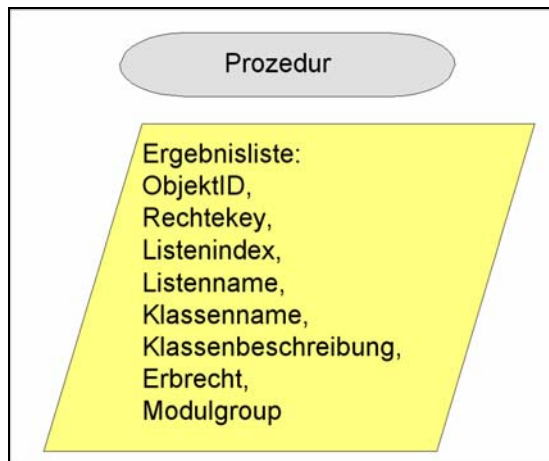 Prozedur
Ergebnisliste:
ObjektID,
Rechtekey,
Listenindex,
Listenname,
Klassenname,
Klassenbeschreibung,
Erbrecht,
Modulgroup